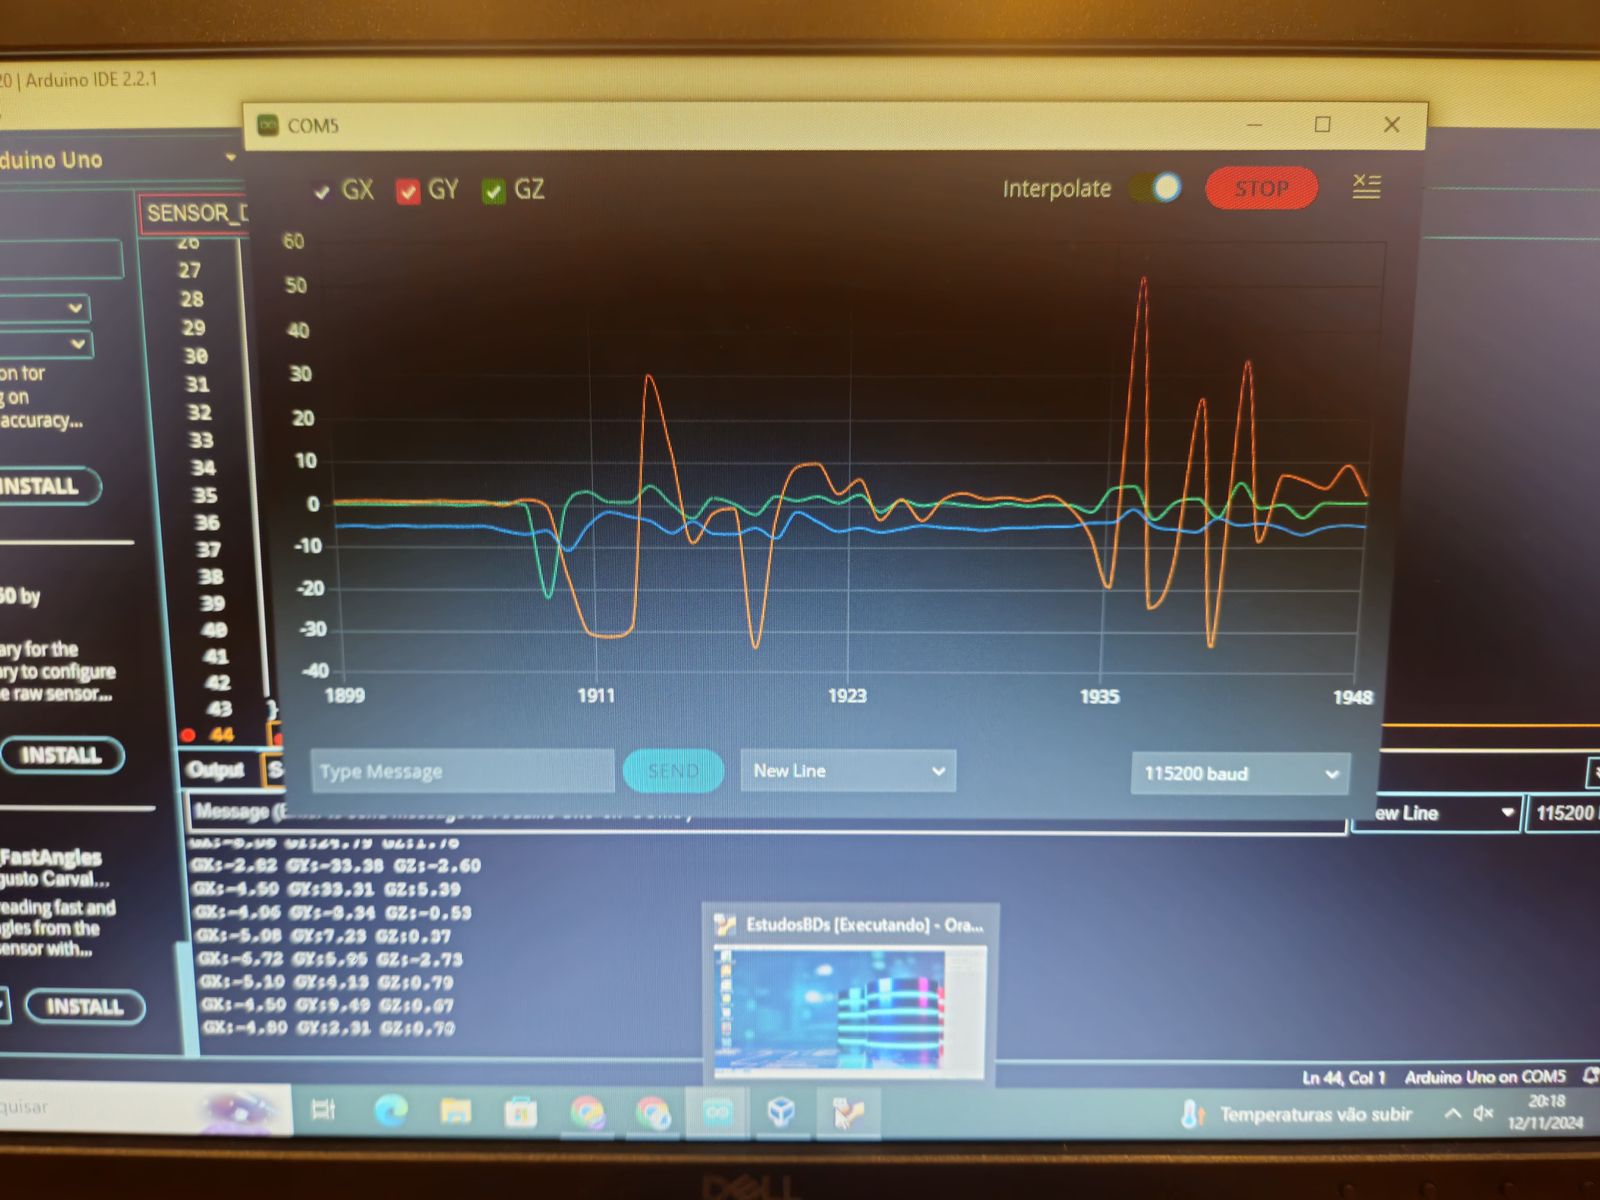 20 | Arduino IDE 2.2.1
COM5
duino Uno
GX GY GZ
Interpolate
STOP
SENSOR_D
60
50
40
30
20
10
0
-10
-20
-30
-40
1899 1911 1923 1935 1948
26
27
28
29
30
31
32
33
34
35
36
37
38
39
40
41
42
43 }
44
on for
g on
accuracy...
INSTALL
50 by
ary for the
ary to configure
e raw sensor...
INSTALL
FastAngles
gusto Carval...
eading fast and
gles from the
sensor with...
INSTALL
Type Message
SEND
New Line
115200 baud
Output S
Message (E
ew Line
115200
GX:-2.82 GY:-33.38 GZ:-2.60
GX:-4.50 GY:33.31 GZ:5.39
GX:-4.96 GY:-8.34 GZ:-0.53
GX:-5.08 GY:7.23 GZ:0.37
GX:-6.72 GY:5.95 GZ:-2.73
GX:-5.10 GY:4.13 GZ:0.79
GX:-4.50 GY:9.49 GZ:0.67
GX:-4.80 GY:2.31 GZ:0.70
EstudosBDs [Executando] - Ora...
Ln 44, Col 1 Arduino Uno on COM5
quisar
Temperaturas vão subir
20:18
12/11/2024
DELL